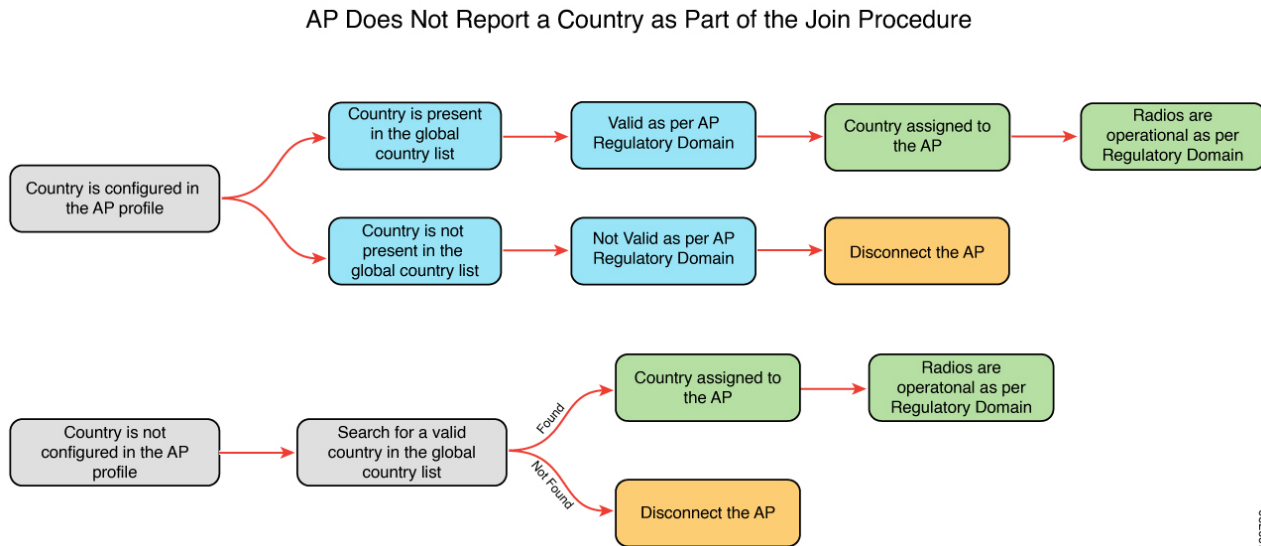 AP Does Not Report a Country as Part of the Join Procedure
Country is configured in
the AP profile
Country is present
in the global
country list
Valid as per AP
Regulatory Domain
Country assigned to
the AP
Radios are
operational as per
Regulatory Domain
Country is not
present in the
global country list
Not Valid as per AP
Regulatory Domain
Disconnect the AP
Country is not
configured in the AP
profile
Search for a valid
country in the global
country list
Found
Country assigned to
the AP
Radios are
operatonal as per
Regulatory Domain
Not Found
Disconnect the AP